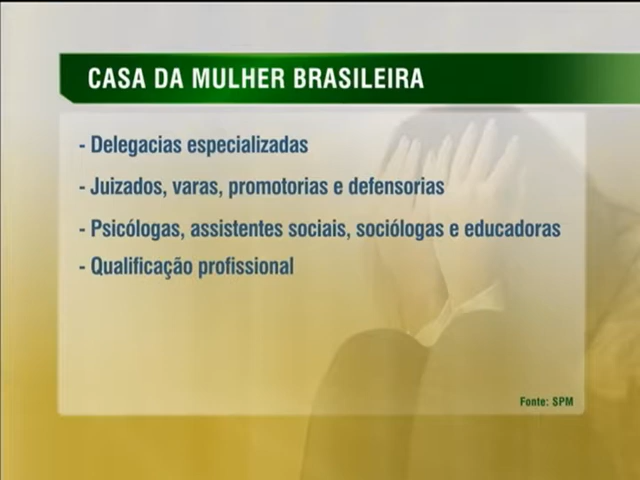 CASA DA MULHER BRASILEIRA
- Delegacias especializadas
- Juizados, varas, promotorias e defensorias
- Psicólogas, assistentes sociais, sociólogas e educadoras
- Qualificação profissional
Fonte: SPM